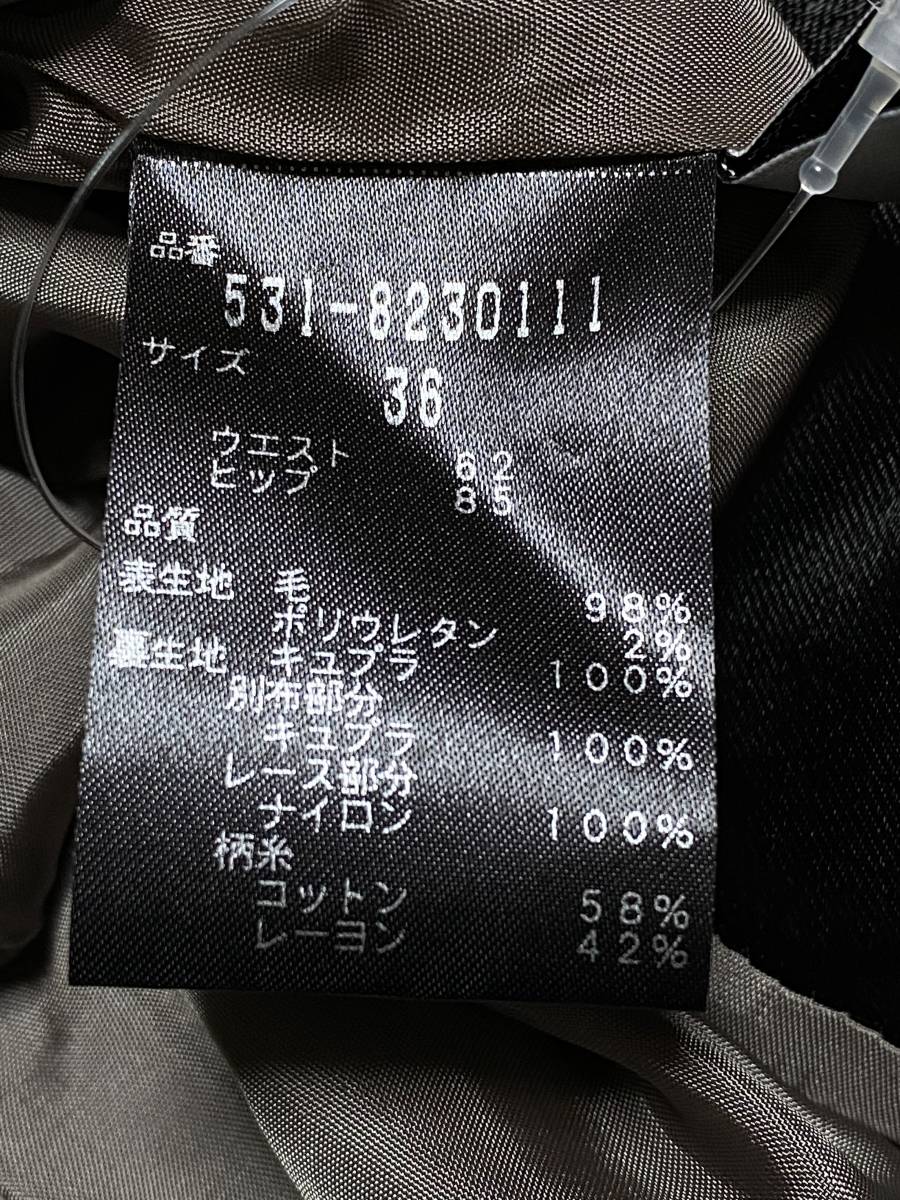 品番
531-8230111
サイズ
36
ウエスト 62
ヒップ 85
品質
表生地 毛 98%
ポリウレタン 2%
裏生地 キュプラ 100%
別布部分
キュプラ 100%
レース部分
ナイロン 100%
柄糸
コットン 58%
レーヨン 42%